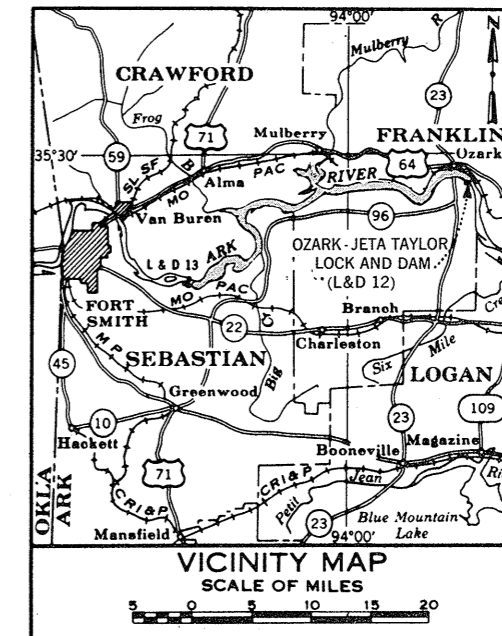 94°00'
N
Mulberry
R
CRAWFORD
23
Frog
71
Mulberry
FRANKLIN
35°30'
59
SL SF
B
64
Ozark
Alma
PAC
RIVER
MO
Van Buren
96
ARK
OZARK-JETA TAYLOR
LOCK AND DAM
(L&D 12)
L & D 13
MO PAC
FORT
SMITH
22
Cr
Branch
Cre
M P
Charleston
Six Mile
45
SEBASTIAN
Big
LOGAN
Greenwood
10
23
109
Hackett
Booneville
Magazine
71
CRI&P
Jean
Ri
OKLA
ARK
CRI&P
Petit
Blue Mountain
Lake
Mansfield
23
94°00'
VICINITY MAP
SCALE OF MILES
5 0 5 10 15 20